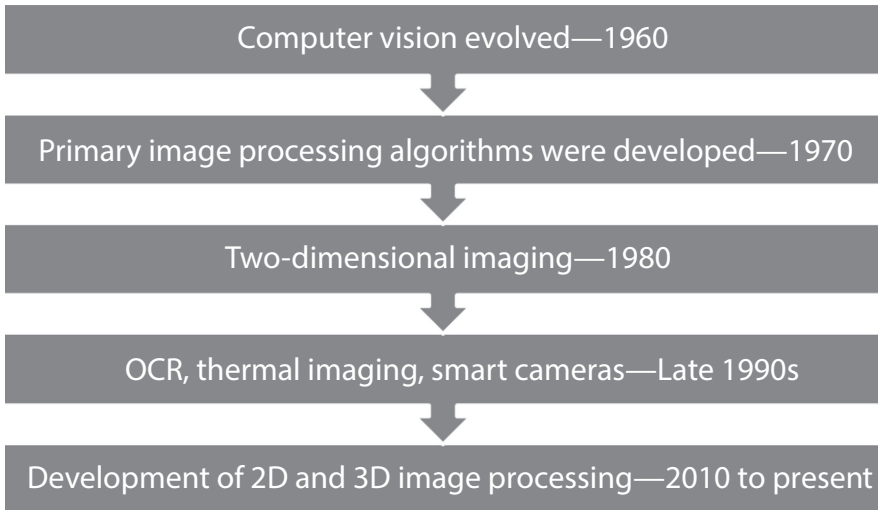 Computer vision evolved—1960
Primary image processing algorithms were developed—1970
Two-dimensional imaging—1980
OCR, thermal imaging, smart cameras—Late 1990s
Development of 2D and 3D image processing—2010 to present